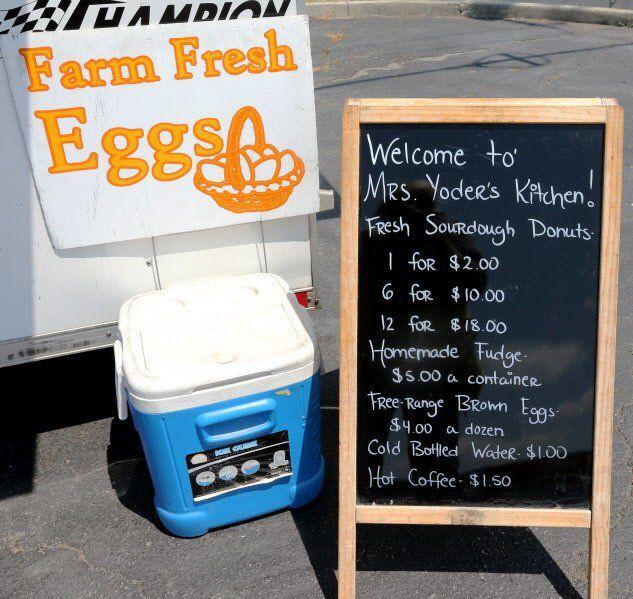 CHAMPION
Farm Fresh
Eggs
ICE CUBE
Welcome to
Mrs. Yoder's Kitchen!
Fresh Sourdough Donuts-
1 for $2.00
6 for $10.00
12 for $18.00
Homemade Fudge-
$5.00 a container
Free-Range Brown Eggs-
$4.00 a dozen
Cold Bottled Water- $1.00
Hot Coffee- $1.50